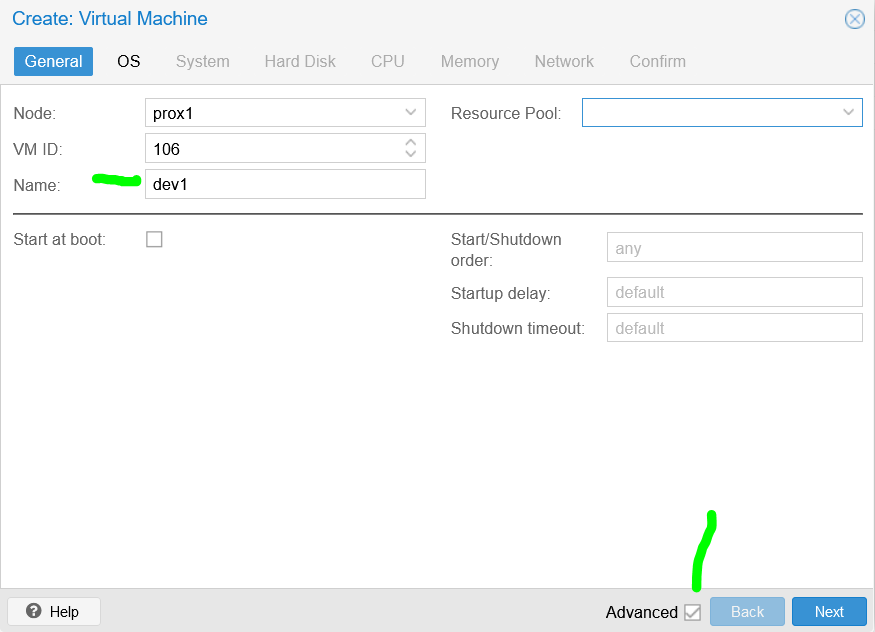 Create: Virtual Machine
General OS System Hard Disk CPU Memory Network Confirm
Node: prox1 Resource Pool:
VM ID: 106
Name: dev1
Start at boot: Start/Shutdown order: any
Startup delay: default
Shutdown timeout: default
Help Advanced Back Next